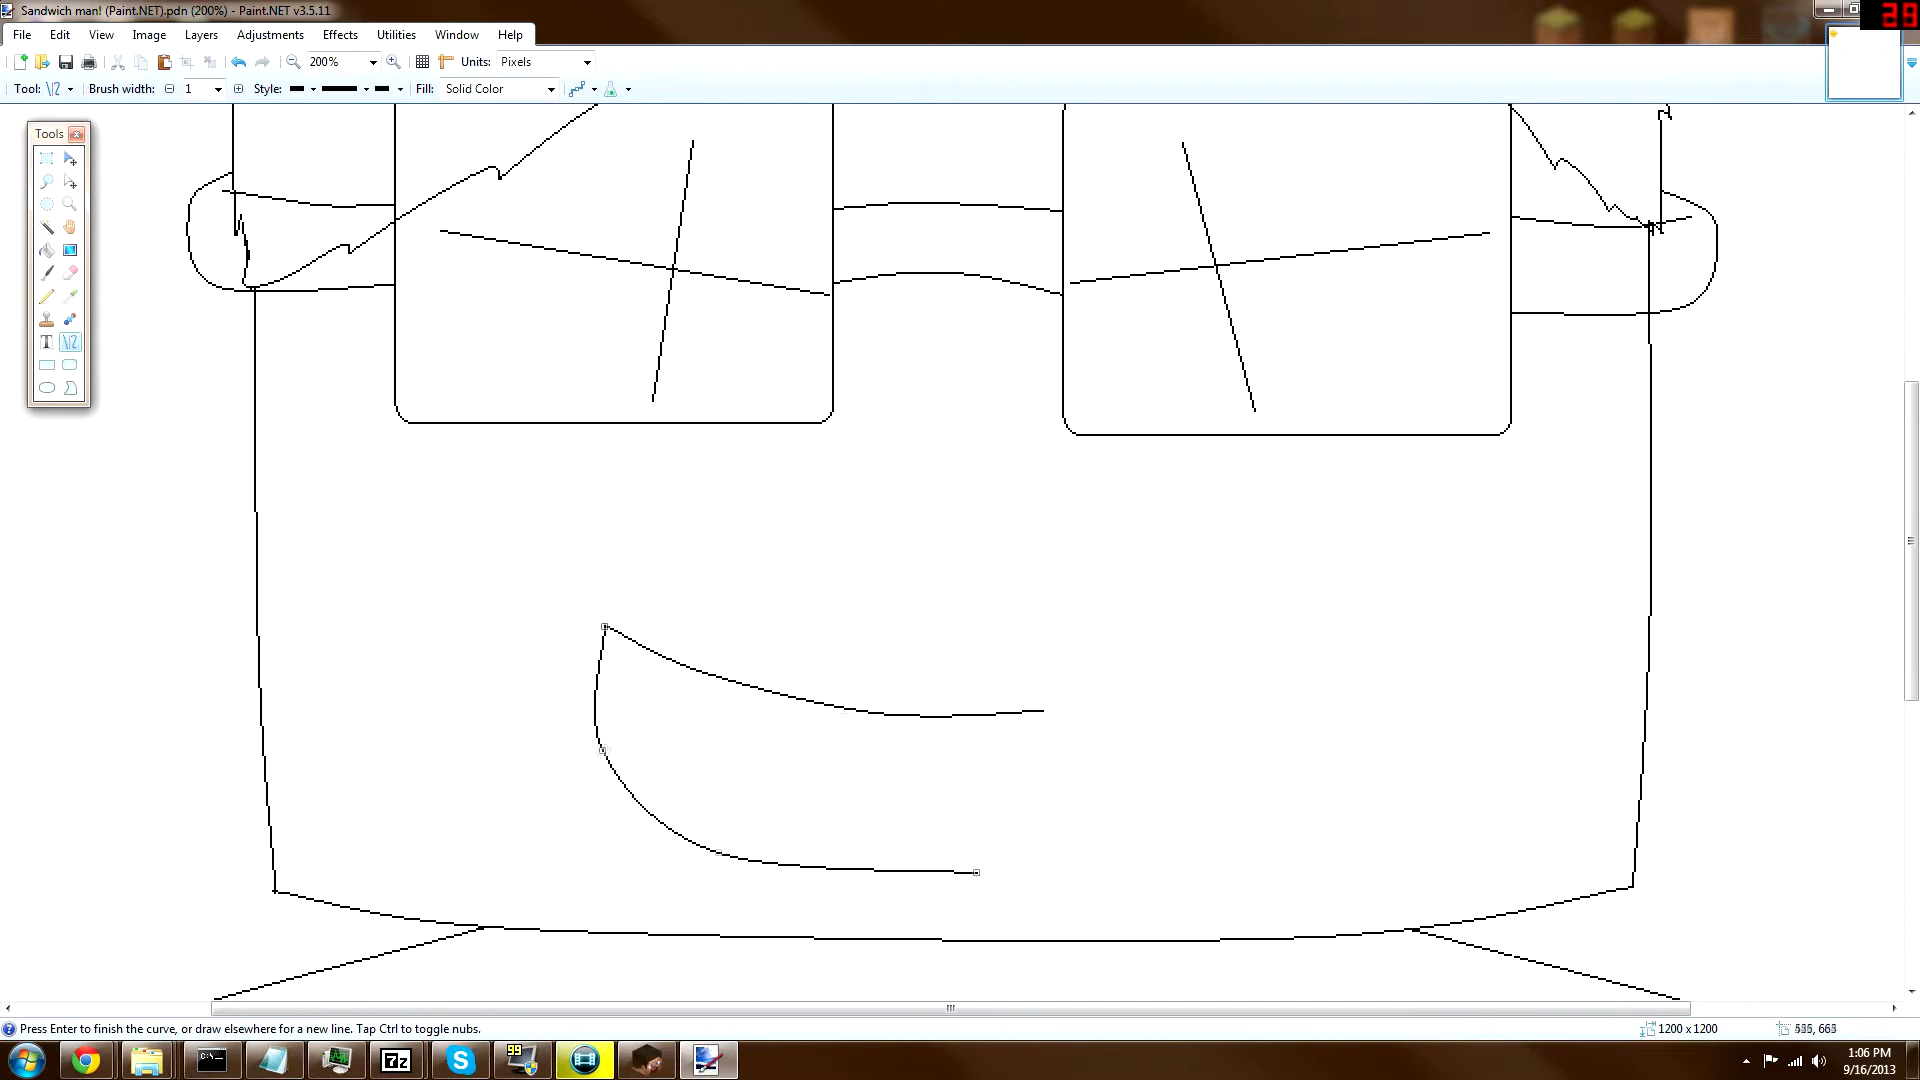 Sandwich man! (Paint.NET).pdn (200%) - Paint.NET v3.5.11
29
File Edit View Image Layers Adjustments Effects Utilities Window Help
200% Units: Pixels
Tool: Brush width: 1 Style: Fill: Solid Color
Tools
T
Press Enter to finish the curve, or draw elsewhere for a new line. Tap Ctrl to toggle nubs.
1200 x 1200
C:\_
7z
S
99
1:06 PM
9/16/2013